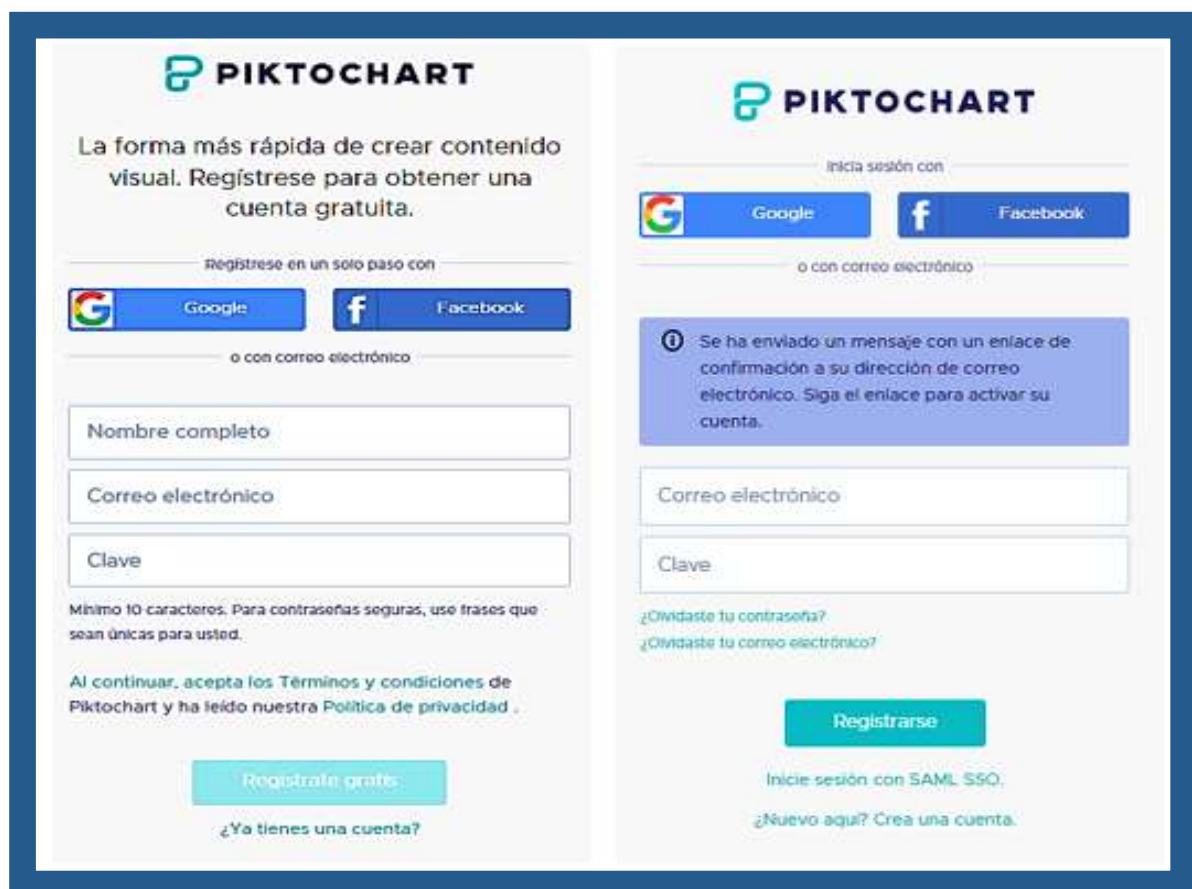 PIKTOCHART
La forma más rápida de crear contenido
visual. Regístrese para obtener una
cuenta gratuita.
Regístrese en un solo paso con
Google
Facebook
o con correo electrónico
Nombre completo
Correo electrónico
Clave
Mínimo 10 caracteres. Para contraseñas seguras, use frases que
sean únicas para usted.
Al continuar, acepta los Términos y condiciones de
Piktochart y ha leído nuestra Política de privacidad .
Registrate gratis
¿Ya tienes una cuenta?
PIKTOCHART
Inicia sesión con
Google
Facebook
o con correo electrónico
Se ha enviado un mensaje con un enlace de
confirmación a su dirección de correo
electrónico. Siga el enlace para activar su
cuenta.
Correo electrónico
Clave
¿Olvidaste tu contraseña?
¿Olvidaste tu correo electrónico?
Registrarse
Inicie sesión con SAML SSO.
¿Nuevo aquí? Crea una cuenta.